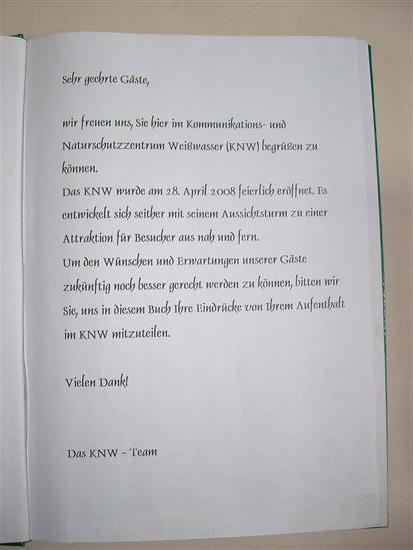 Sehr geehrte Gäste,
wir freuen uns, Sie hier im Kommunikations- und
Naturschutzzentrum Weißwasser (KNW) begrüßen zu
können.
Das KNW wurde am 28. April 2008 feierlich eröffnet. Es
entwickelt sich seither mit seinem Aussichtsturm zu einer
Attraktion für Besucher aus nah und fern.
Um den Wünschen und Erwartungen unserer Gäste
zukünftig noch besser gerecht werden zu können, bitten wir
Sie, uns in diesem Buch Ihre Eindrücke von Ihrem Aufenthalt
im KNW mitzuteilen.
Vielen Dank!
Das KNW - Team